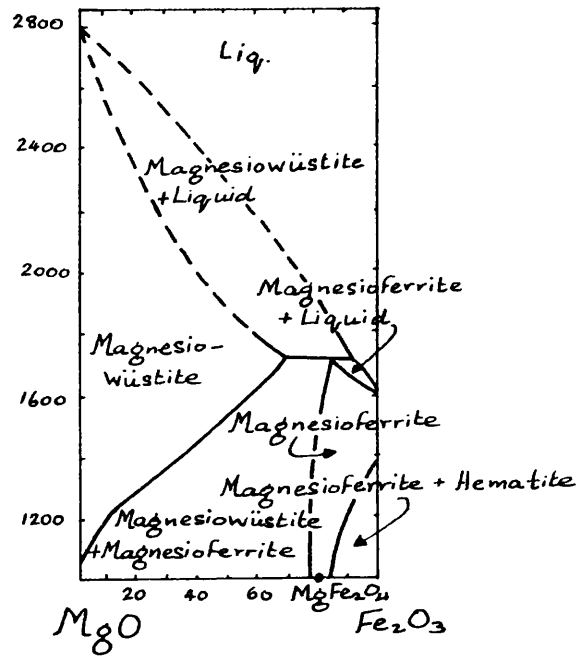 2800
Liq.
2400
Magnesiowüstite
+Liquid
2000
Magnesioferrite
+ Liquid
Magnesio-
wüstite
1600
Magnesioferrite
Magnesioferrite + Hematite
1200
Magnesiowüstite
+Magnesioferrite
20 40 60 MgFe₂O₄
MgO Fe₂O₃